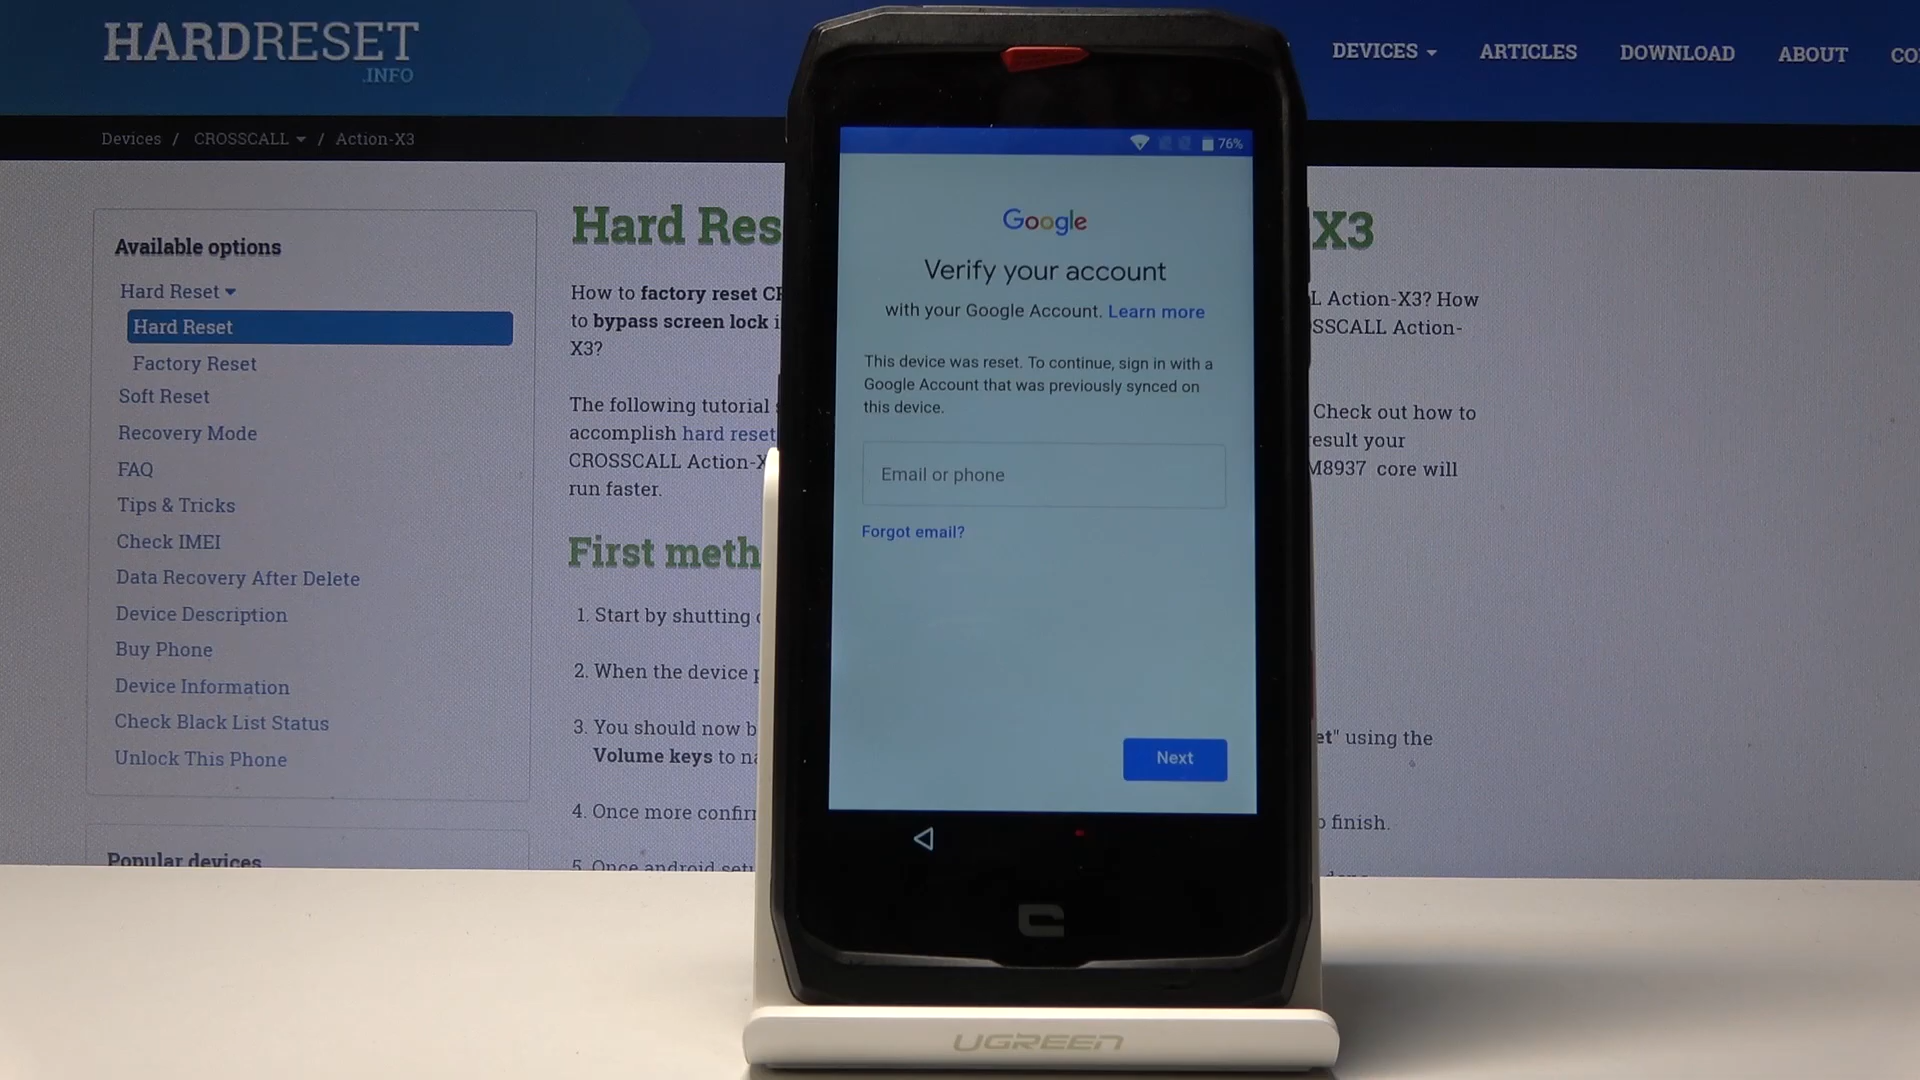 HARDRESET
.INFO
DEVICES
ARTICLES
DOWNLOAD
ABOUT
Devices / CROSSCALL / Action-X3
Available options
Hard Reset
Hard Reset
Factory Reset
Soft Reset
Recovery Mode
FAQ
Tips & Tricks
Check IMEI
Data Recovery After Delete
Device Description
Buy Phone
Device Information
Check Black List Status
Unlock This Phone
Popular devices
Hard Res
X3
How to factory reset
to bypass screen lock
X3?
Action-X3? How
Action-
The following tutorial
accomplish hard reset
CROSSCALL Action-X
run faster.
Check out how to
result your
M8937 core will
First meth
1. Start by shutting
2. When the device
3. You should now b
Volume keys to
et" using the
4. Once more confir
finish.
5. Once android
76%
Google
Verify your account
with your Google Account. Learn more
This device was reset. To continue, sign in with a
Google Account that was previously synced on
this device.
Email or phone
Forgot email?
Next
UGREEN